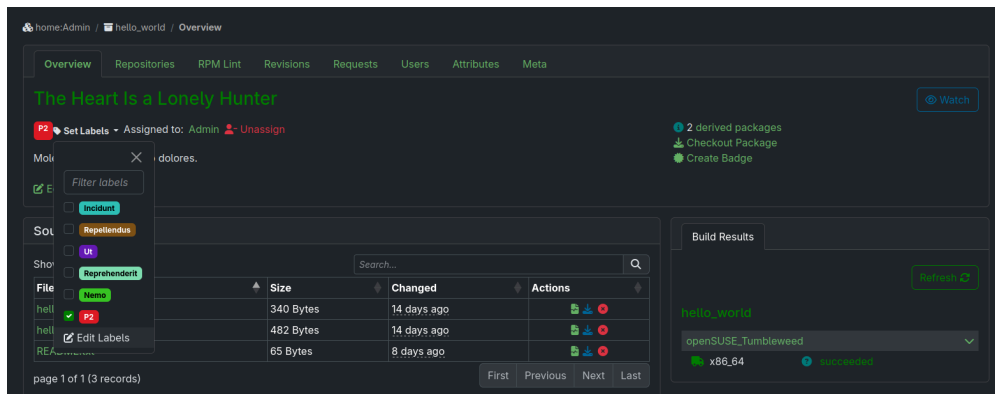 home:Admin / hello_world / Overview
Overview Repositories RPM Lint Revisions Requests Users Attributes Meta
The Heart Is a Lonely Hunter
Watch
P2 Set Labels Assigned to: Admin Unassign
2 derived packages
Checkout Package
Create Badge
dolores.
Filter labels
Incidunt
Repellendus
Ut
Reprehenderit
Nemo
P2
Edit Labels
Search...
Size Changed Actions
340 Bytes 14 days ago
482 Bytes 14 days ago
65 Bytes 8 days ago
page 1 of 1 (3 records)
First Previous Next Last
Build Results
Refresh
hello_world
openSUSE_Tumbleweed
x86_64 succeeded